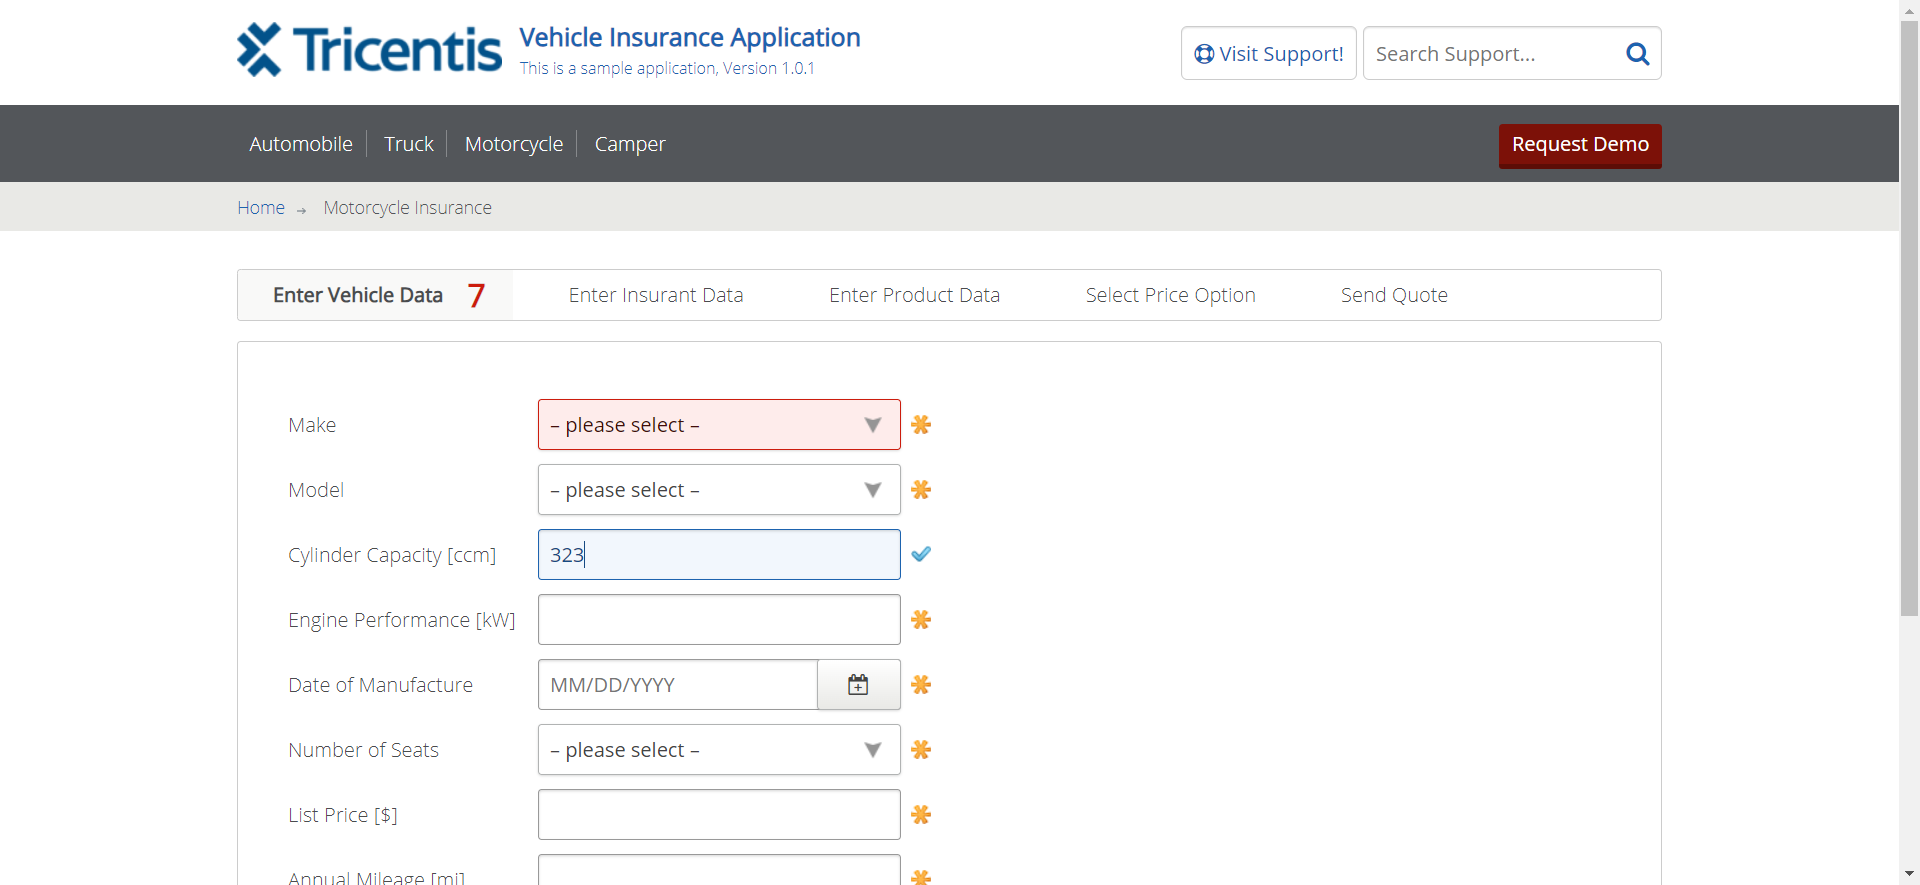 Tricentis
Vehicle Insurance Application
This is a sample application, Version 1.0.1
Visit Support!
Search Support...
Automobile
Truck
Motorcycle
Camper
Request Demo
Home → Motorcycle Insurance
Enter Vehicle Data 7
Enter Insurant Data
Enter Product Data
Select Price Option
Send Quote
Make
– please select –
Model
– please select –
Cylinder Capacity [ccm]
323
Engine Performance [kW]
Date of Manufacture
MM/DD/YYYY
Number of Seats
– please select –
List Price [$]
Annual Mileage [mi]